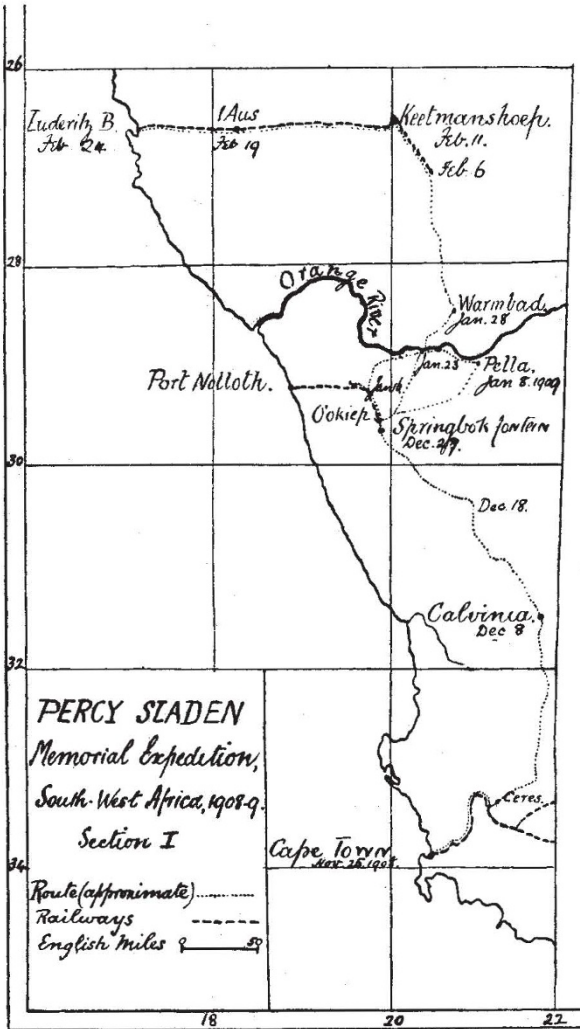 26
Luderitz B.
Feb 24.
1 Aus
Feb 19
Keetmanshoep.
Feb. 11.
Feb. 6
28
Orange River
Warmbad.
Jan. 28
Jan. 23
Pella.
Jan 8. 1909
Port Nolloth.
O'okiep
Springbok fontein
Dec. 27.
30
Dec. 18.
Calvinia.
Dec 8
32
PERCY SLADEN
Memorial Expedition,
South-West Africa, 1908-9.
Section I
Ceres.
Cape Town
Nov. 25 1908
34
Route (approximate)
Railways
English Miles 0 50
18 20 22